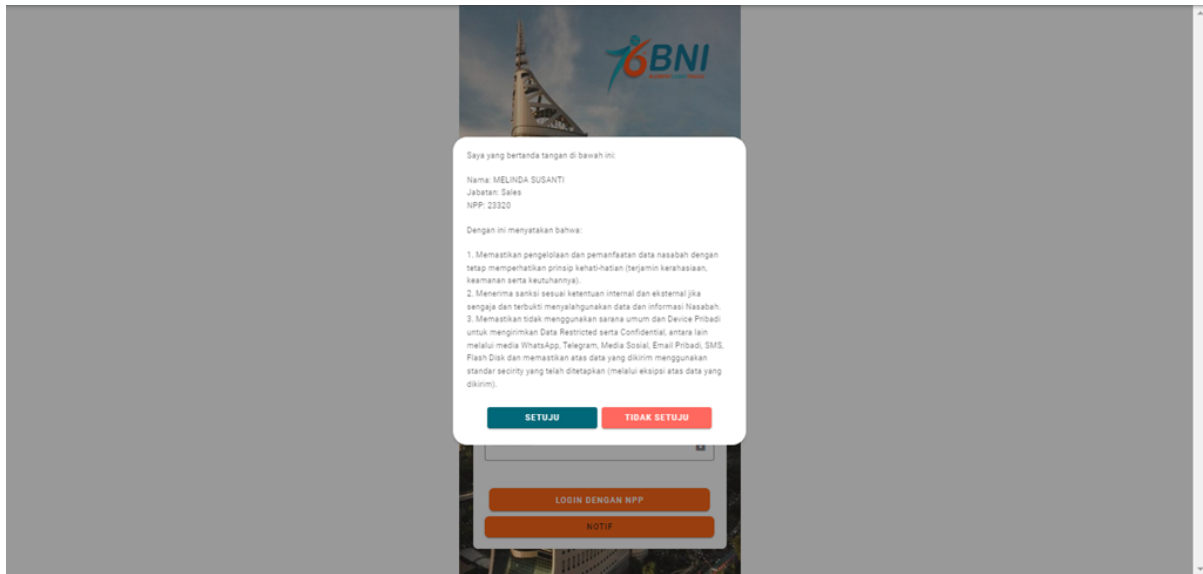 76 BNI
Saya yang bertanda tangan di bawah ini:
Nama: MELINDA SUSANTI
Jabatan: Sales
NPP: 23320
Dengan ini menyatakan bahwa:
1. Memastikan pengelolaan dan pemanfaatan data nasabah dengan
tetap memperhatikan prinsip kehati-hatian (terjamin kerahasiaan,
keamanan serta keutuhannya).
2. Menerima sanksi sesuai ketentuan internal dan eksternal jika
sengaja dan terbukti menyalahgunakan data dan informasi Nasabah.
3. Memastikan tidak menggunakan sarana umum dan Device Pribadi
untuk mengirimkan Data Restricted serta Confidential, antara lain
melalui media WhatsApp, Telegram, Media Sosial, Email Pribadi, SMS,
Flash Disk dan memastikan atas data yang dikirim menggunakan
standar secirity yang telah ditetapkan (melalui eksipsi atas data yang
dikirim).
SETUJU TIDAK SETUJU
LOGIN DENGAN NPP
NOTIF